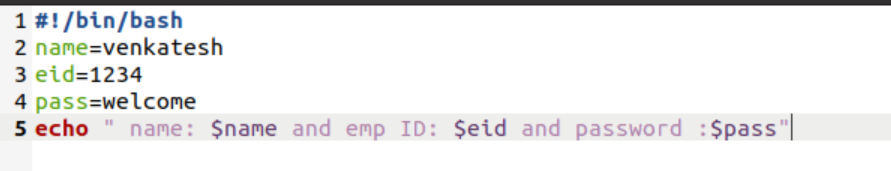 1 #!/bin/bash
2 name=venkatesh
3 eid=1234
4 pass=welcome
5 echo " name: $name and emp ID: $eid and password :$pass"